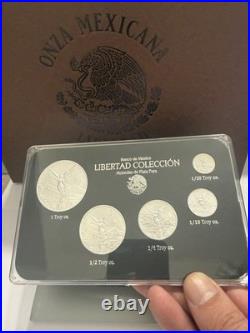 ONZA MEXICANA
Banco de México
LIBERTAD COLECCIÓN
Monedas de Plata Pura
1 Troy oz.
1/2 Troy oz.
1/4 Troy oz.
1/10 Troy oz.
1/20 Troy oz.